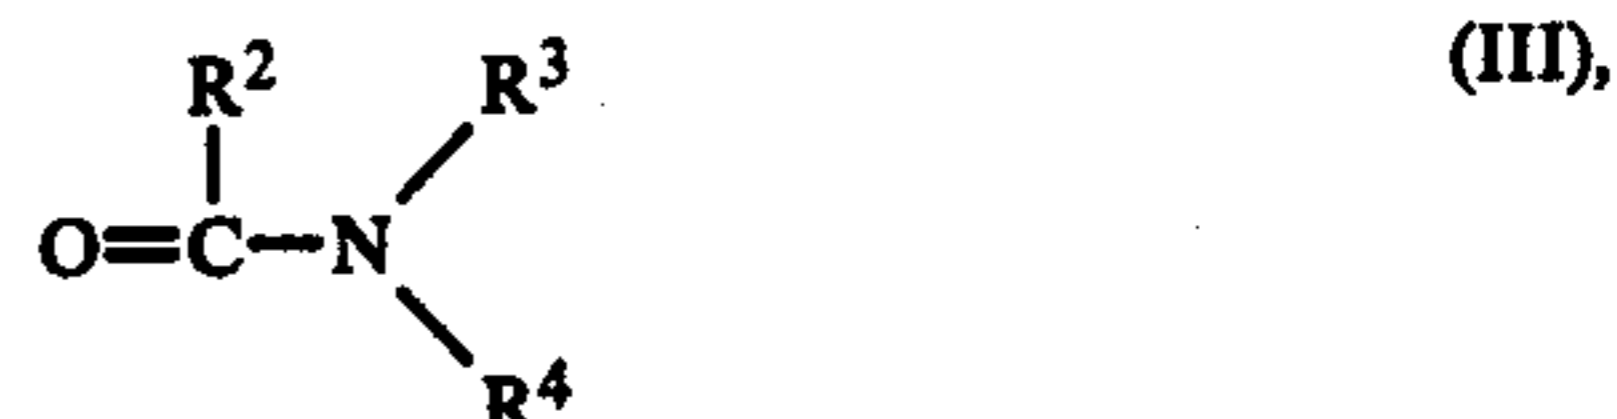 R² R³ (III),
O=C—N
R⁴